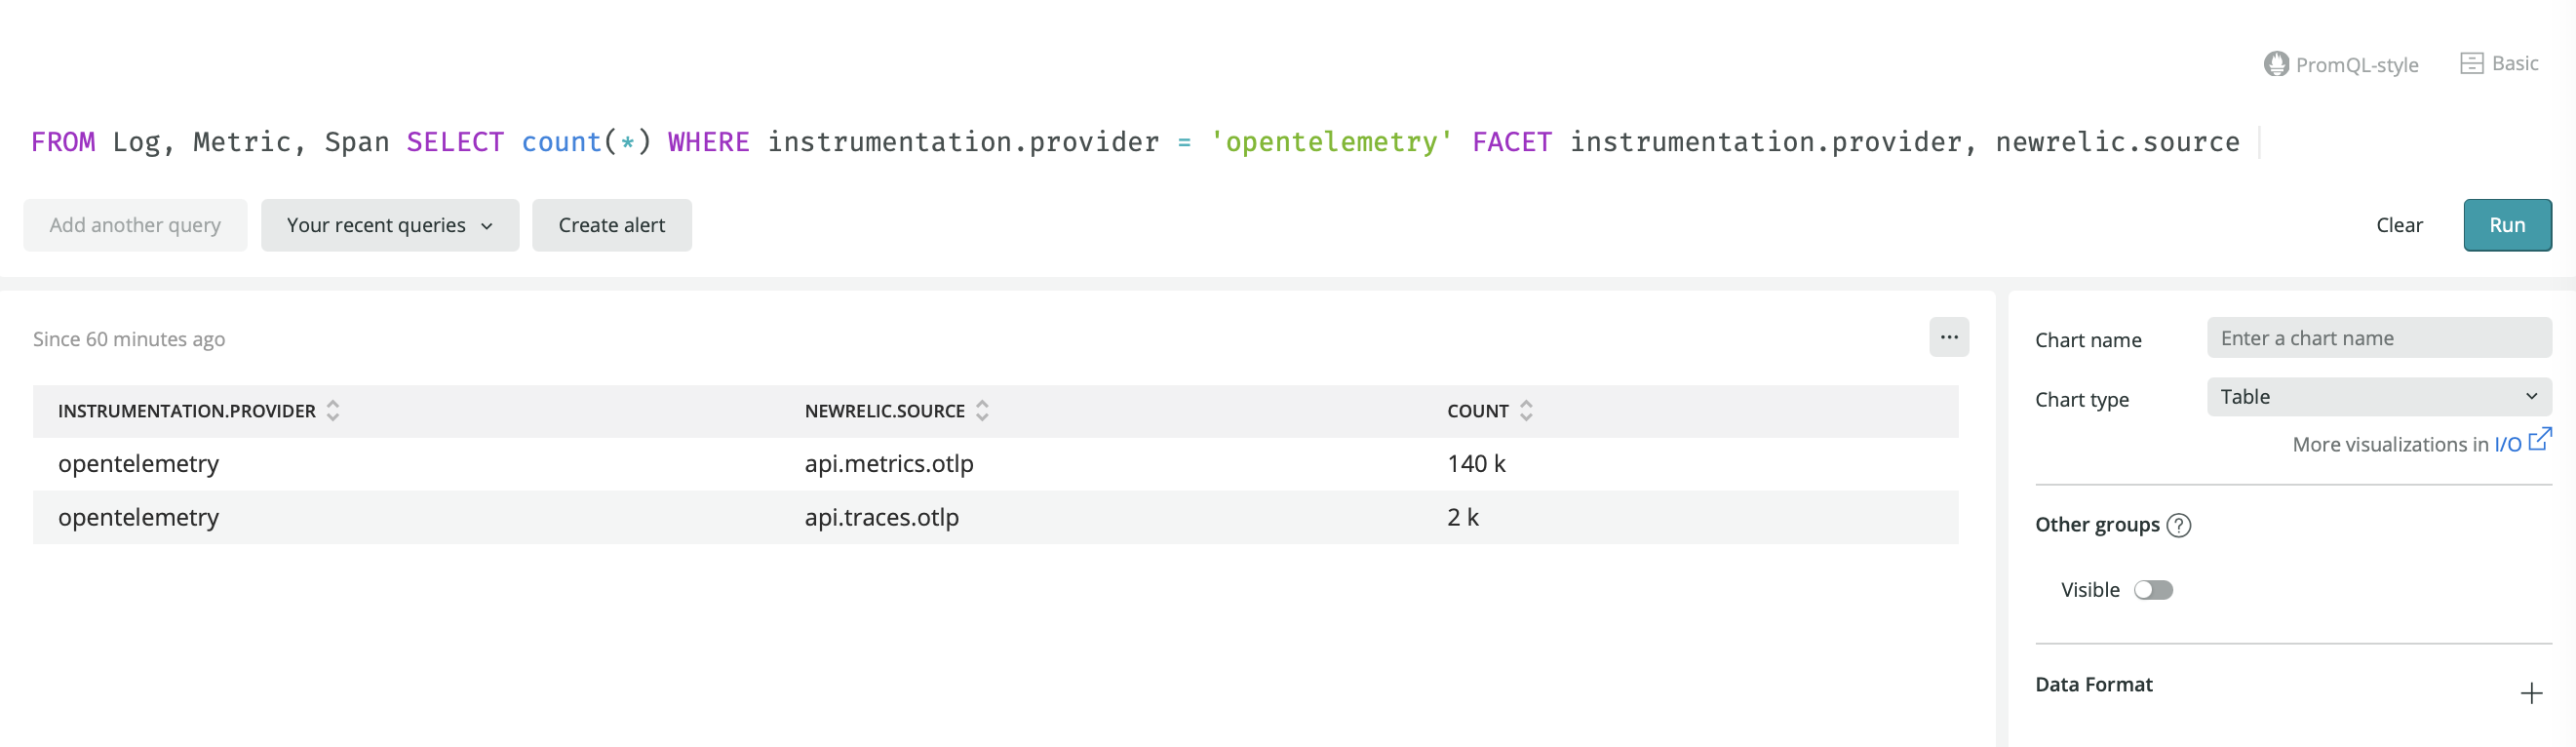 PromQL-style Basic
FROM Log, Metric, Span SELECT count(*) WHERE instrumentation.provider = 'opentelemetry' FACET instrumentation.provider, newrelic.source
Add another query Your recent queries Create alert Clear Run
Since 60 minutes ago ...
INSTRUMENTATION.PROVIDER NEWRELIC.SOURCE COUNT
opentelemetry api.metrics.otlp 140 k
opentelemetry api.traces.otlp 2 k
Chart name Enter a chart name
Chart type Table
More visualizations in I/O
Other groups ?
Visible
Data Format +